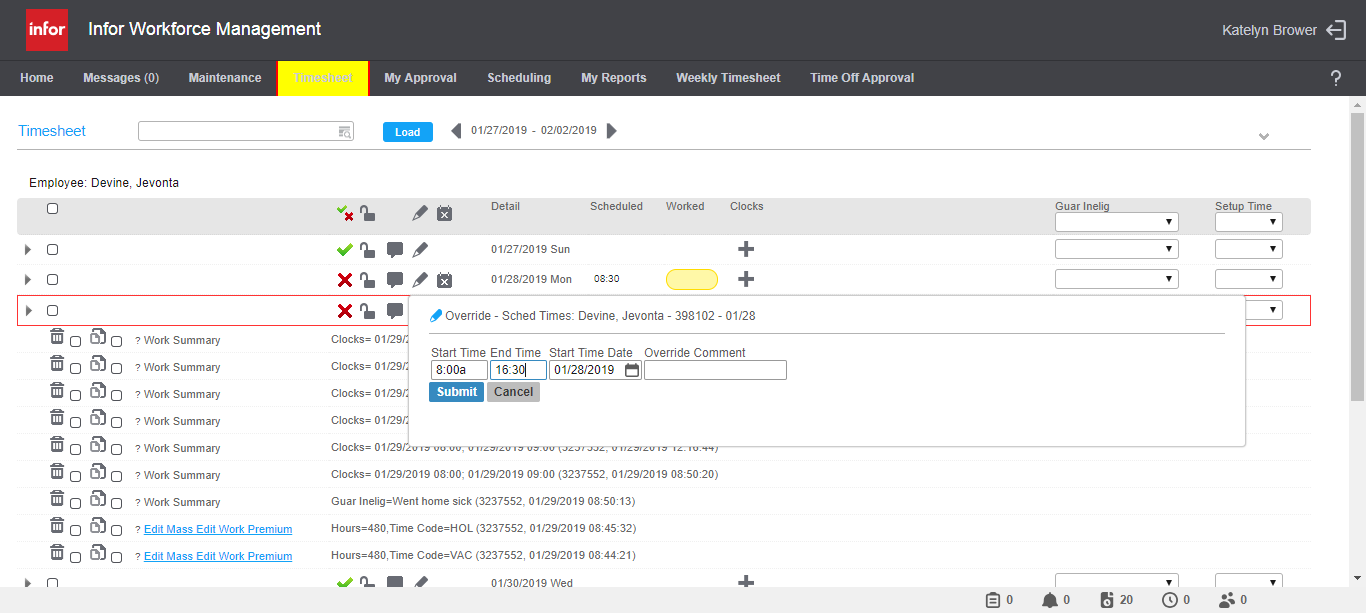 infor Infor Workforce Management Katelyn Brower
Home Messages (0) Maintenance Timesheet My Approval Scheduling My Reports Weekly Timesheet Time Off Approval ?
Timesheet Load 01/27/2019 - 02/02/2019
Employee: Devine, Jevonta
Detail Scheduled Worked Clocks Guar Inelig Setup Time
01/27/2019 Sun
01/28/2019 Mon 08:30
Override - Sched Times: Devine, Jevonta - 398102 - 01/28
Start Time End Time Start Time Date Override Comment
8:00a 16:30 01/28/2019
Submit Cancel
? Work Summary Clocks= 01/29/2
? Work Summary Clocks= 01/29/2
? Work Summary Clocks= 01/29/2
? Work Summary Clocks= 01/29/2
? Work Summary Clocks= 01/29/2019 08:00; 01/29/2019 09:00 (3237552, 01/29/2019 12:16:44)
? Work Summary Clocks= 01/29/2019 08:00; 01/29/2019 09:00 (3237552, 01/29/2019 08:50:20)
? Work Summary Guar Inelig=Went home sick (3237552, 01/29/2019 08:50:13)
? Edit Mass Edit Work Premium Hours=480,Time Code=HOL (3237552, 01/29/2019 08:45:32)
? Edit Mass Edit Work Premium Hours=480,Time Code=VAC (3237552, 01/29/2019 08:44:21)
01/30/2019 Wed
0 0 20 0 0